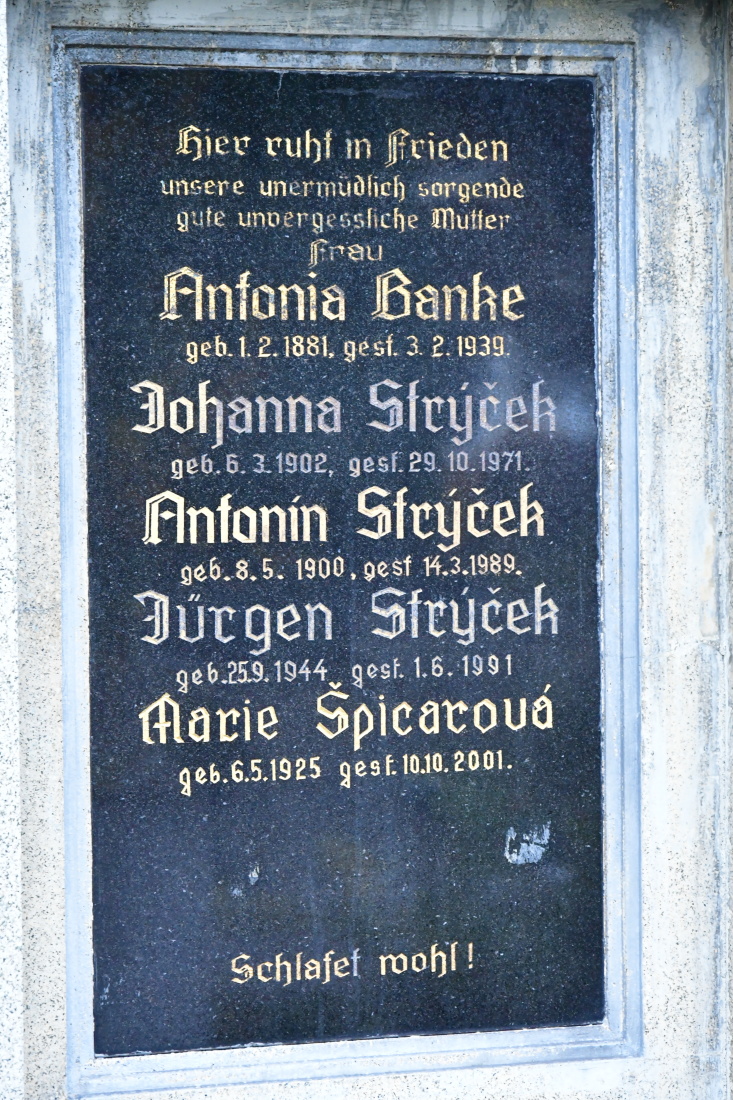 Hier ruht in Frieden
unsere unermüdlich sorgende
gute unvergessliche Mutter
Frau
Antonia Banke
geb. 1. 2. 1881, gest. 3. 2. 1939.
Johanna Strýček
geb. 6. 3. 1902, gest. 29. 10. 1971.
Antonín Strýček
geb. 8. 5. 1900, gest 14.3.1989.
Jürgen Strýček
geb. 25.9. 1944 gest. 1. 6. 1991
Marie Špicarová
geb. 6.5.1925 gest. 10.10. 2001.
Schlafet wohl!